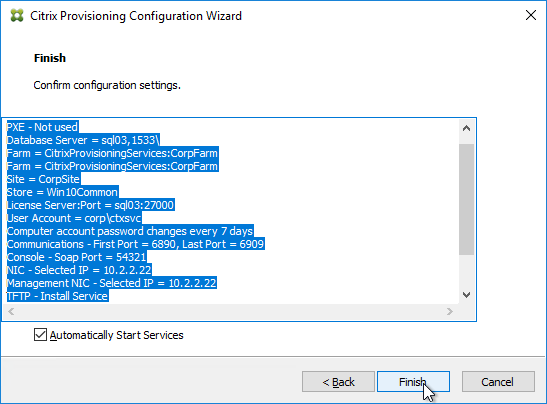 Citrix Provisioning Configuration Wizard
Finish
Confirm configuration settings.
PXE - Not used
Database Server = sql03,1533\
Farm = CitrixProvisioningServices:CorpFarm
Farm = CitrixProvisioningServices:CorpFarm
Site = CorpSite
Store = Win10Common
License Server:Port = sql03:27000
User Account = corp\ctxsvc
Computer account password changes every 7 days
Communications - First Port = 6890, Last Port = 6909
Console - Soap Port = 54321
NIC - Selected IP = 10.2.2.22
Management NIC - Selected IP = 10.2.2.22
TFTP - Install Service
Automatically Start Services
< Back
Finish
Cancel